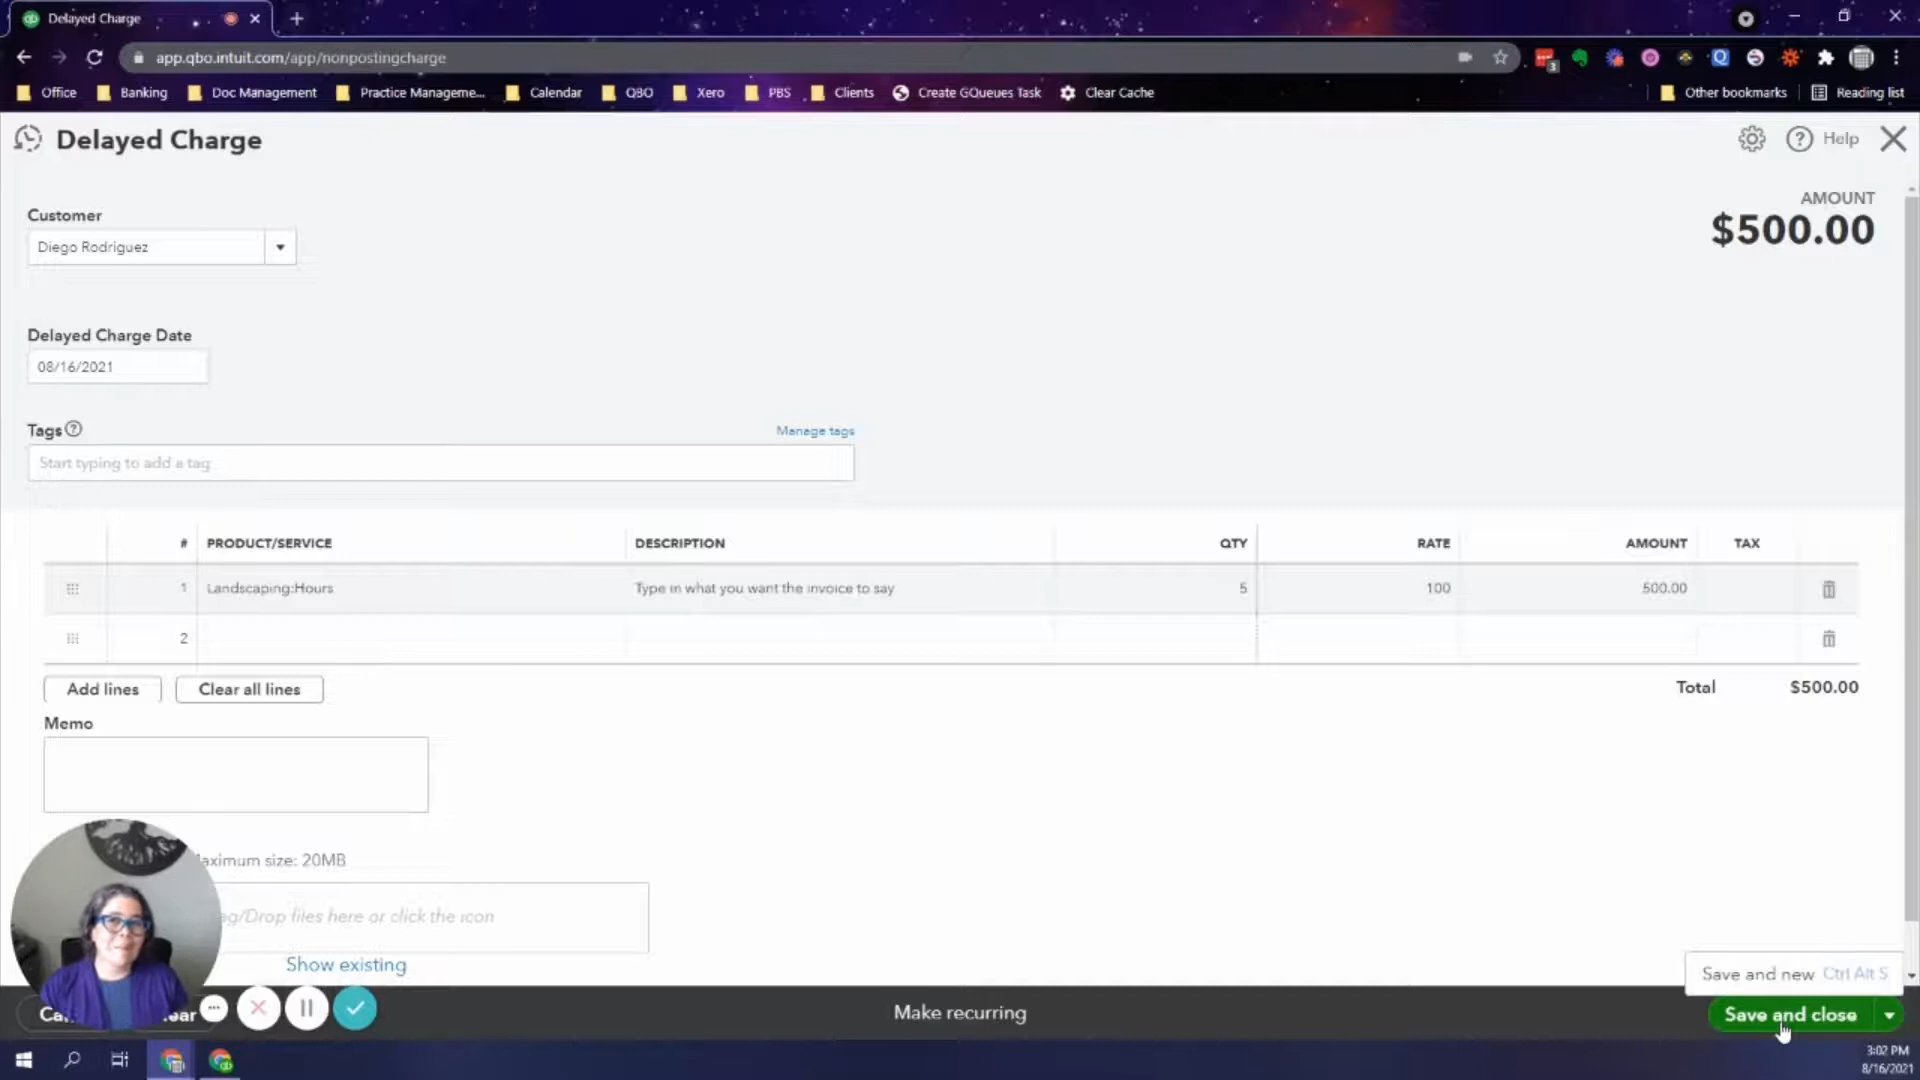 Delayed Charge
app.qbo.intuit.com/app/nonpostingcharge
3
Office Banking Doc Management Practice Manageme... Calendar QBO Xero PBS Clients Create GQueues Task Clear Cache Other bookmarks Reading list
Delayed Charge
Help
AMOUNT
$500.00
Customer
Diego Rodriguez
Delayed Charge Date
08/16/2021
Tags
Manage tags
Start typing to add a tag
# PRODUCT/SERVICE DESCRIPTION QTY RATE AMOUNT TAX
1 Landscaping:Hours Type in what you want the invoice to say 5 100 500.00
2
Add lines Clear all lines Total $500.00
Memo
aximum size: 20MB
ag/Drop files here or click the icon
Show existing
Save and new Ctrl Alt S
Ca ear Make recurring Save and close
3:02 PM
8/16/2021